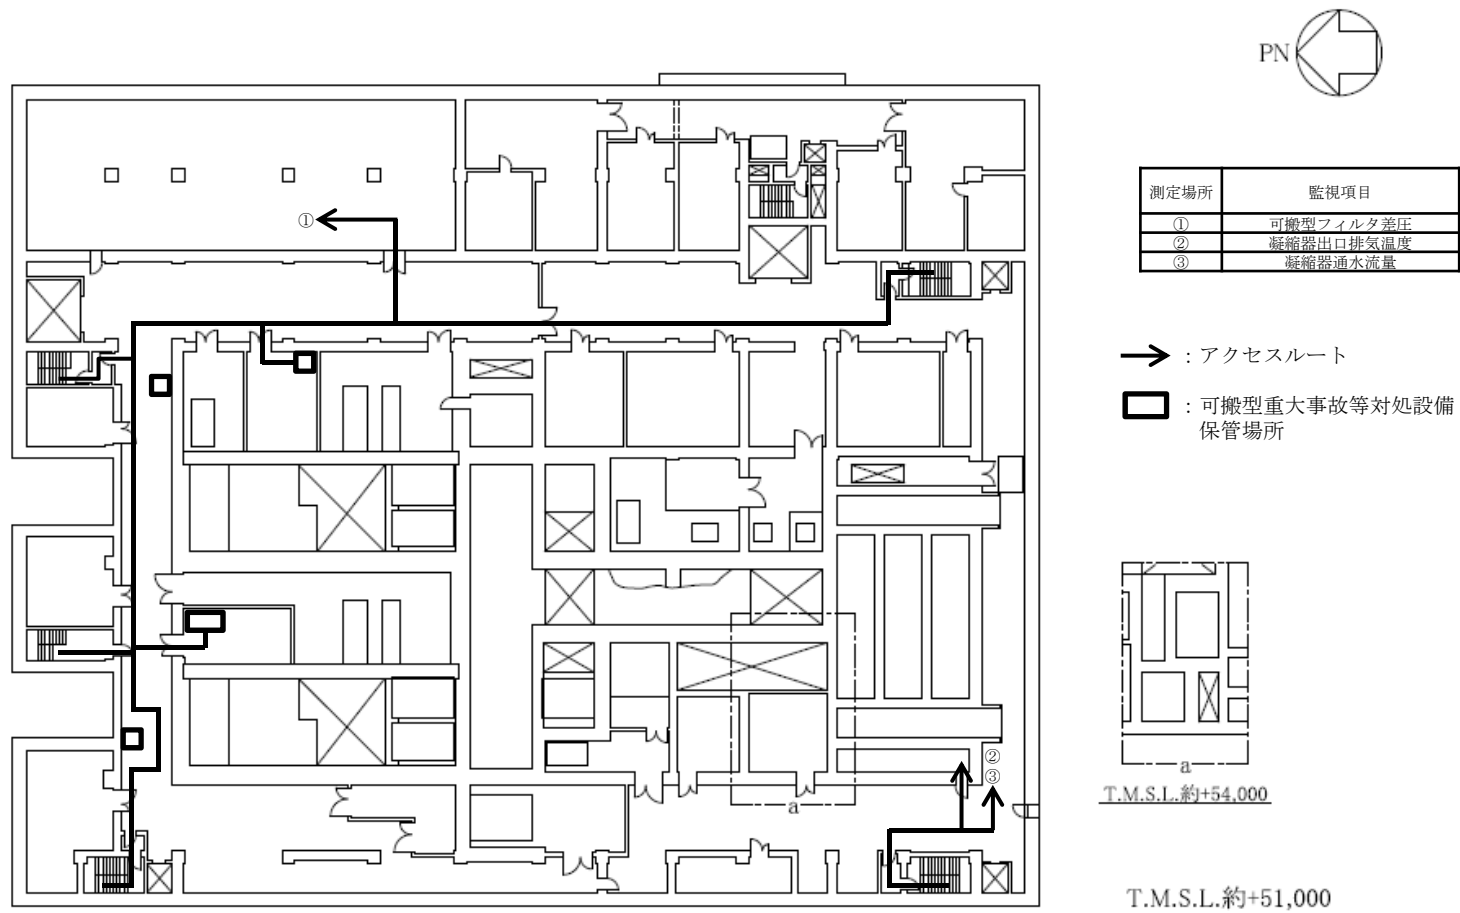 PN
測定場所 監視項目
① 可搬型フィルタ差圧
② 凝縮器出口排気温度
③ 凝縮器通水流量
①
：アクセスルート
：可搬型重大事故等対処設備
保管場所
②
③
a
a
T.M.S.L.約+54,000
T.M.S.L.約+51,000